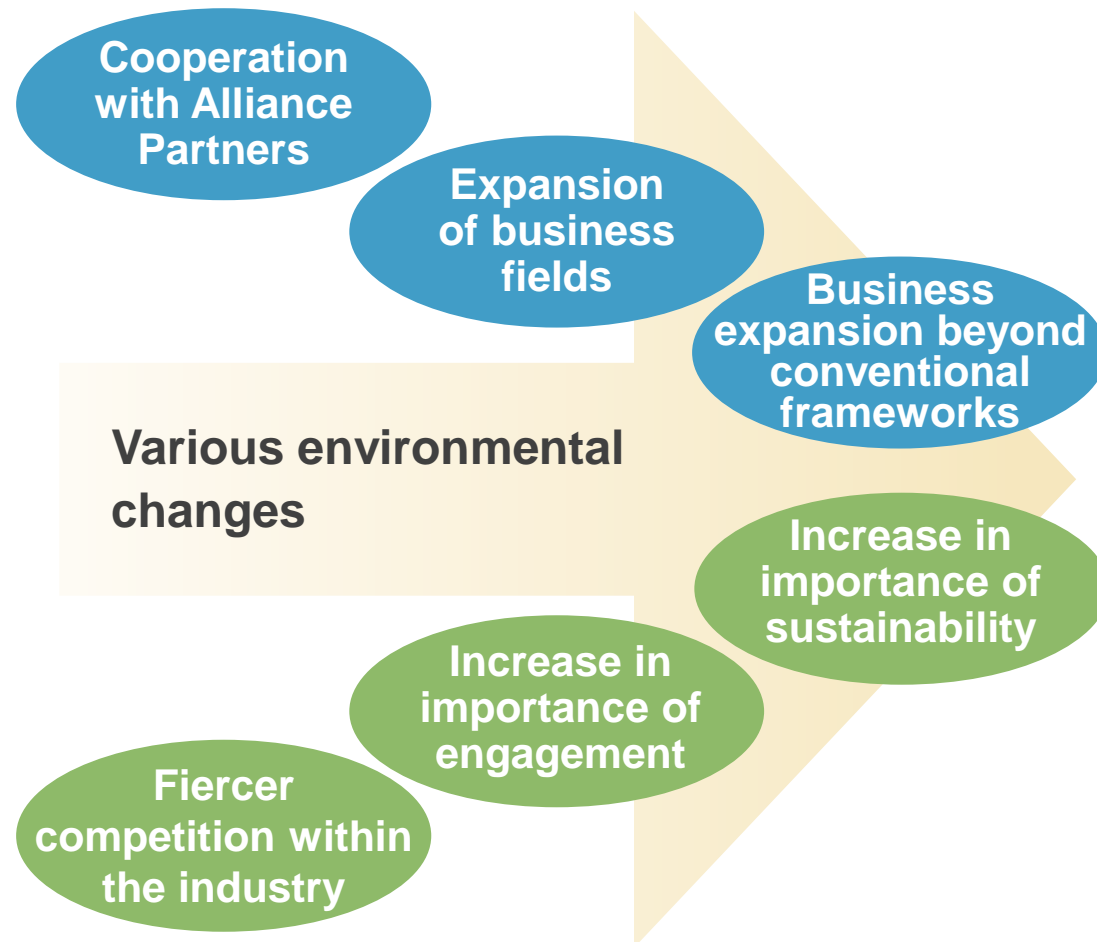 Cooperation
with Alliance
Partners
Expansion
of business
fields
Business
expansion beyond
conventional
frameworks
Various environmental
changes
Increase in
importance of
sustainability
Increase in
importance of
engagement
Fiercer
competition within
the industry